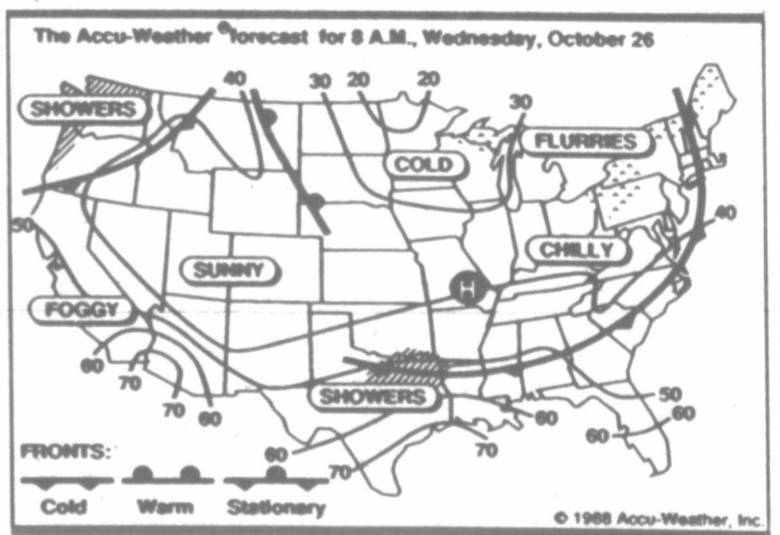 The Accu-Weather ® forecast for 8 A.M., Wednesday, October 26
40 30 20 20
SHOWERS
30
FLURRIES
COLD
50
40
CHILLY
SUNNY
H
FOGGY
60
70
70
60
SHOWERS
50
60
60
60
70
60
70
FRONTS:
Cold Warm Stationary
© 1988 Accu-Weather, Inc.